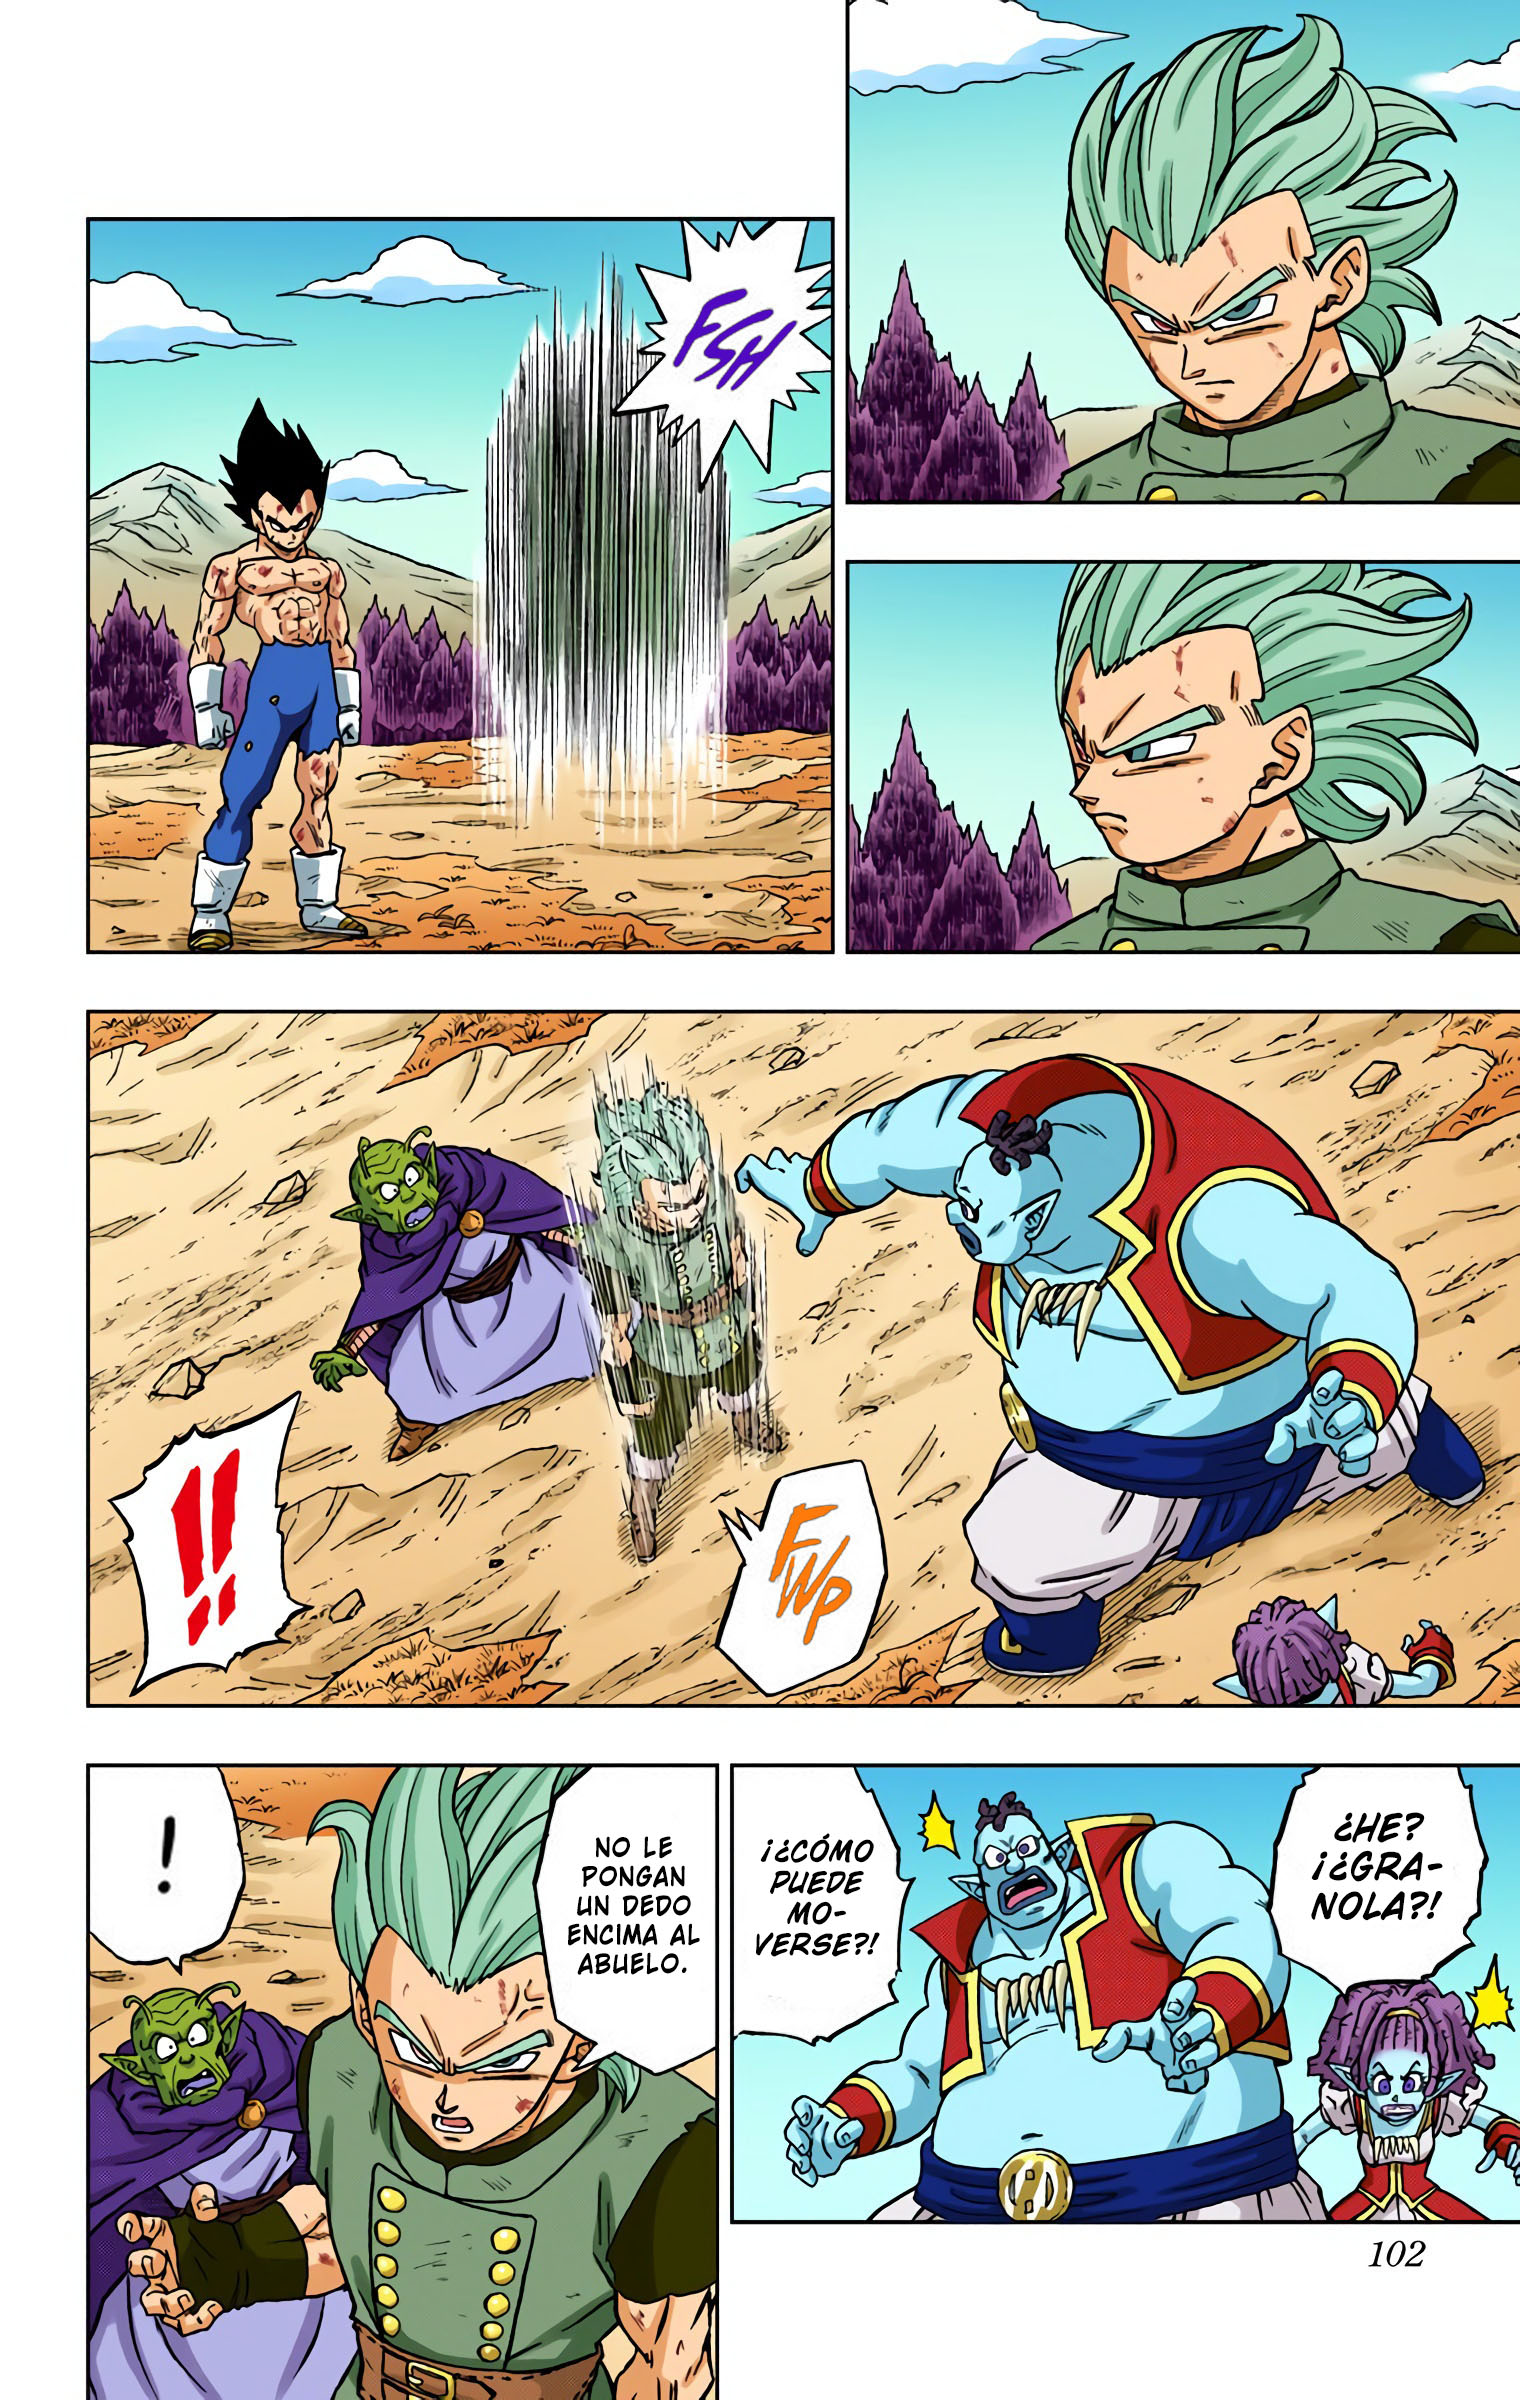 FSH
!!
FWP
¿HE?
¡¿GRA-
NOLA?!
¡¿CÓMO
PUEDE
MO-
VERSE?!
NO LE
PONGAN
UN DEDO
ENCIMA AL
ABUELO.
!
102